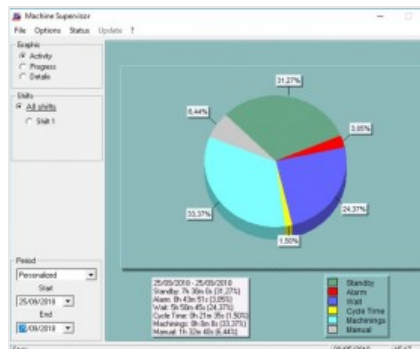 Machine Supervisor
File Options Status Update ?
Graphic
Activity
Progress
Details
Shifts
All shifts
Shift 1
Period
Personalized
Start
25/09/2018
End
/09/2018
31,27%
3,05%
24,37%
1,50%
33,37%
6,44%
25/09/2018 - 25/09/2018
Standby: 7h 30m 0s (31,27%)
Alarm: 0h 43m 51s (3,05%)
Wait: 5h 50m 45s (24,37%)
Cycle Time: 0h 21m 35s (1,50%)
Machinings: 8h 0m 0s (33,37%)
Manual: 1h 32m 40s (6,44%)
Standby
Alarm
Wait
Cycle Time
Machinings
Manual